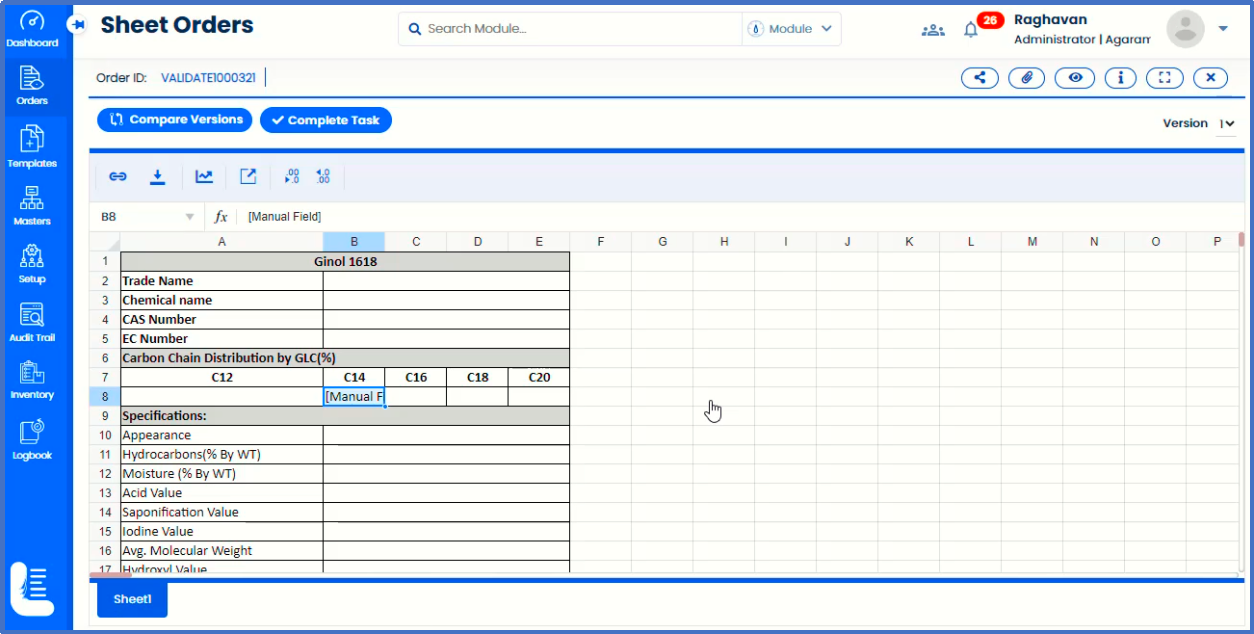 Sheet Orders
Search Module...
Module
26
Raghavan
Administrator | Agaram
Dashboard
Orders
Templates
Masters
Setup
Audit Trail
Inventory
Logbook
Order ID: VALIDATE1000321
Compare Versions
Complete Task
Version 1
.00 .0
.0 .00
B8 fx [Manual Field]
A B C D E F G H I J K L M N O P
1 Ginol 1618
2 Trade Name
3 Chemical name
4 CAS Number
5 EC Number
6 Carbon Chain Distribution by GLC(%)
7 C12 C14 C16 C18 C20
8 [Manual F
9 Specifications:
10 Appearance
11 Hydrocarbons(% By WT)
12 Moisture (% By WT)
13 Acid Value
14 Saponification Value
15 Iodine Value
16 Avg. Molecular Weight
17 Hydroxyl Value
Sheet1